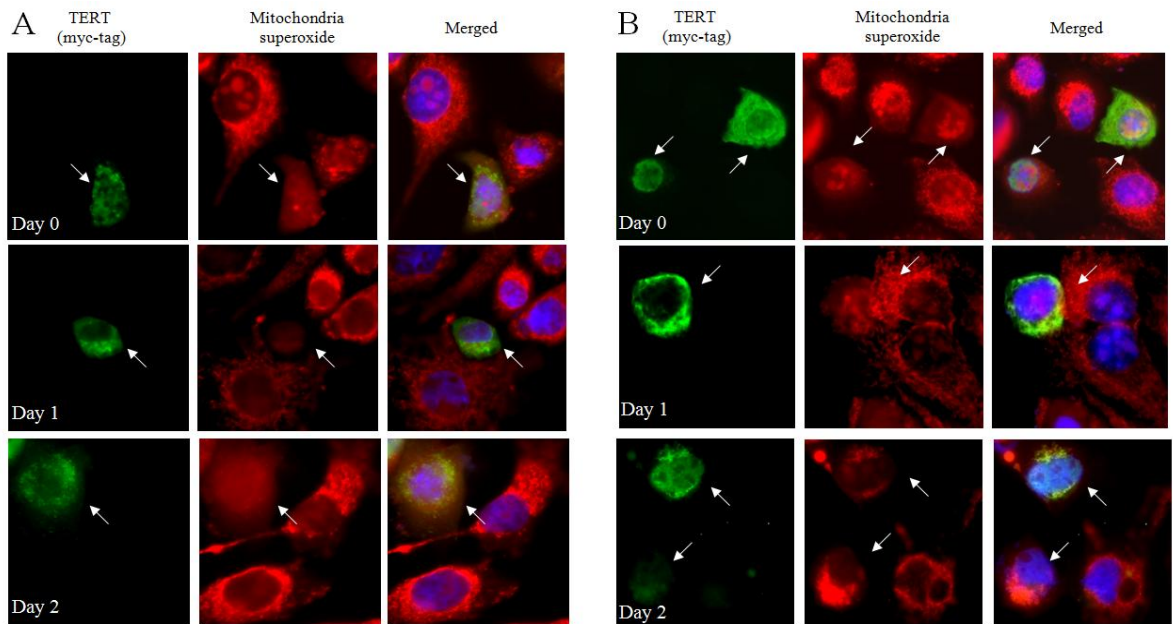 A
TERT
(myc-tag)
Mitochondria
superoxide
Merged
Day 0
Day 1
Day 2
B
TERT
(myc-tag)
Mitochondria
superoxide
Merged
Day 0
Day 1
Day 2